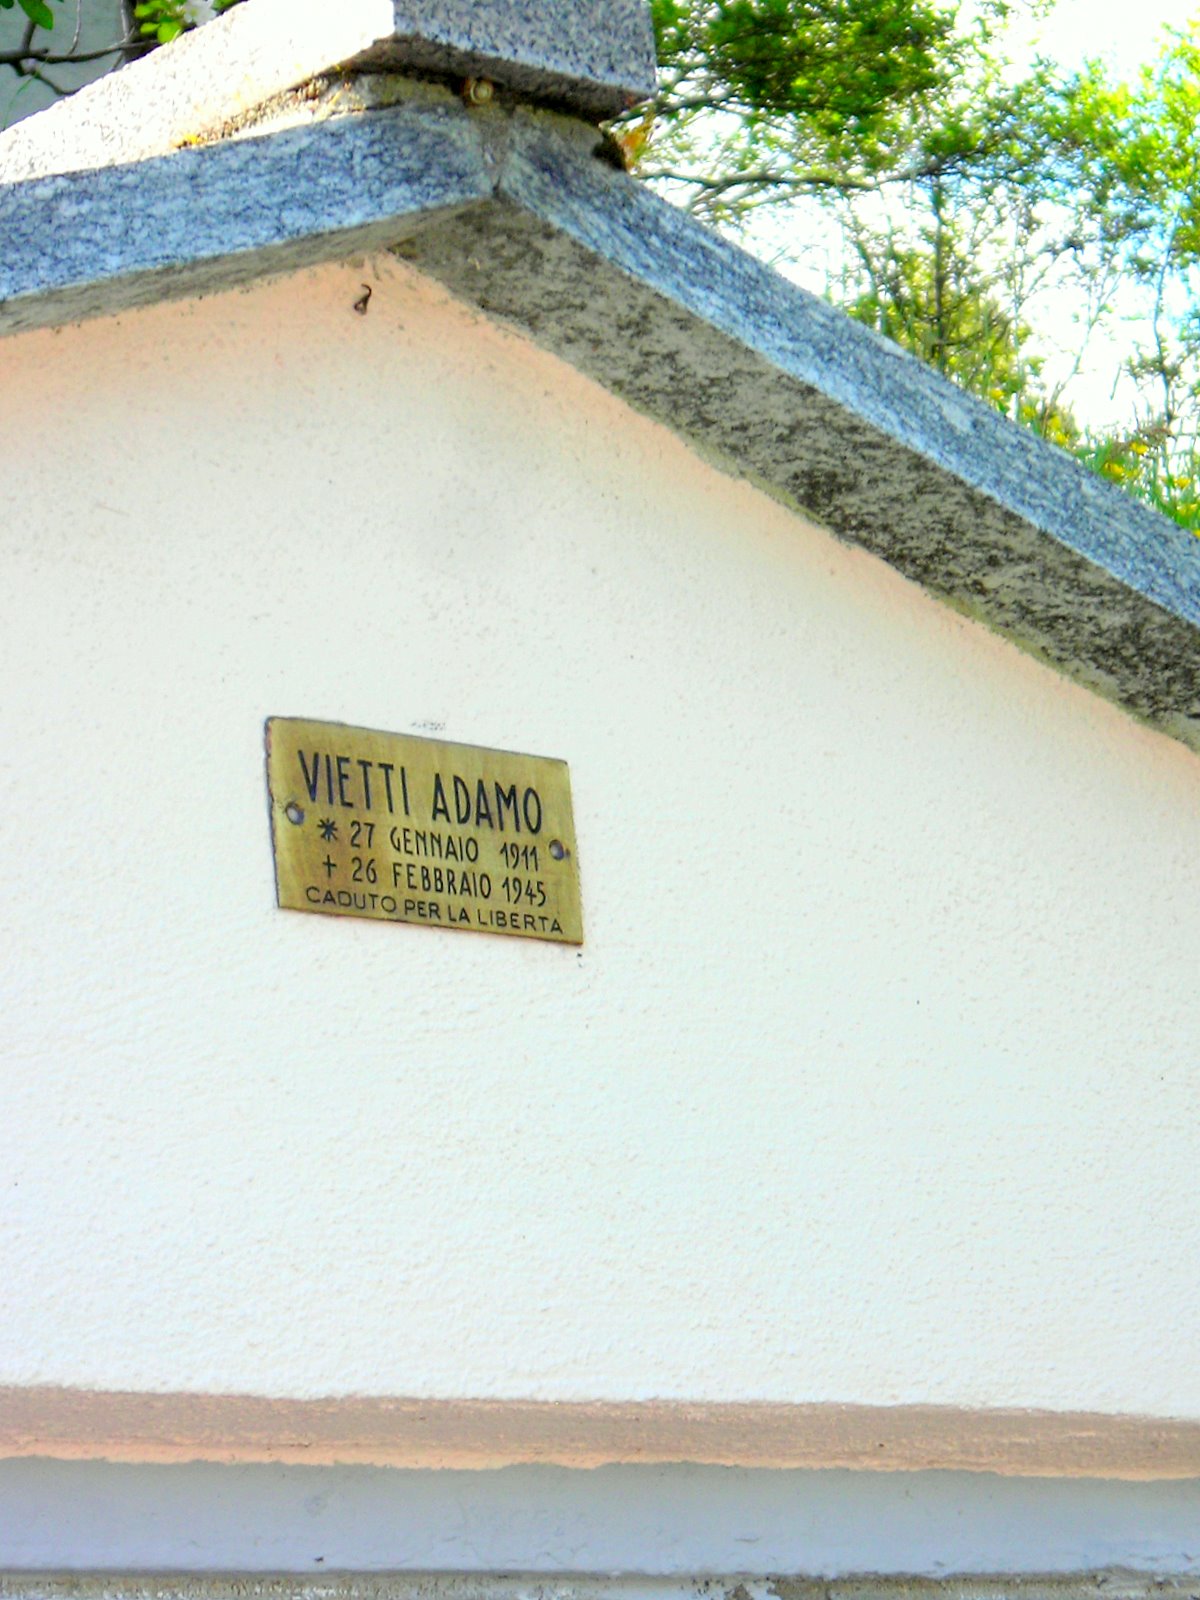 VIETTI ADAMO
* 27 GENNAIO 1911
+ 26 FEBBRAIO 1945
CADUTO PER LA LIBERTA